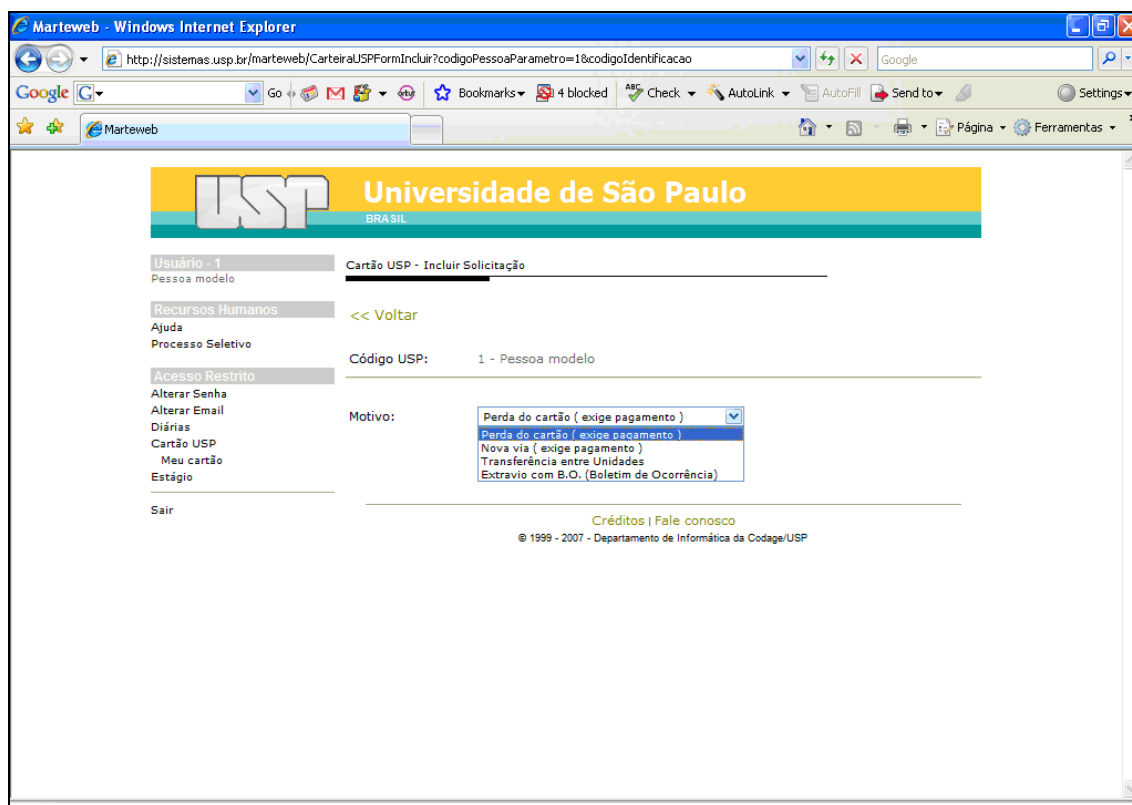 Marteweb - Windows Internet Explorer
http://sistemas.usp.br/marteweb/CarteiraUSPFormIncluir?codigoPessoaParametro=1&codigoIdentificacao
Google
Google G Go Bookmarks 4 blocked ABC Check AutoLink AutoFill Send to Settings
Marteweb Página Ferramentas
USP Universidade de São Paulo
BRASIL
Usuário - 1
Pessoa modelo
Recursos Humanos
Ajuda
Processo Seletivo
Acesso Restrito
Alterar Senha
Alterar Email
Diárias
Cartão USP
Meu cartão
Estágio
Sair
Cartão USP - Incluir Solicitação
<< Voltar
Código USP: 1 - Pessoa modelo
Motivo: Perda do cartão ( exige pagamento )
Perda do cartão ( exige pagamento )
Nova via ( exige pagamento )
Transferência entre Unidades
Extravio com B.O. (Boletim de Ocorrência)
Créditos | Fale conosco
© 1999 - 2007 - Departamento de Informática da Codage/USP